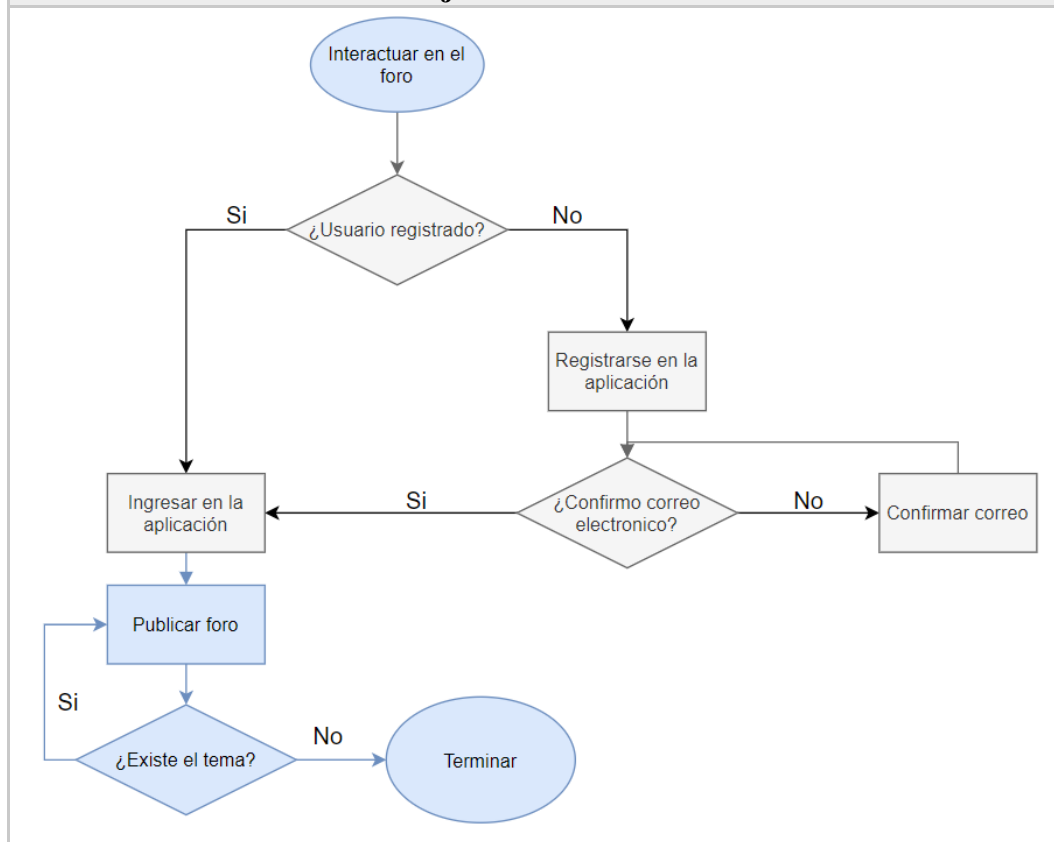 Interactuar en el
foro
Si
No
¿Usuario registrado?
Registrarse en la
aplicación
Ingresar en la
aplicación
Si
¿Confirmo correo
electronico?
No
Confirmar correo
Publicar foro
Si
¿Existe el tema?
No
Terminar